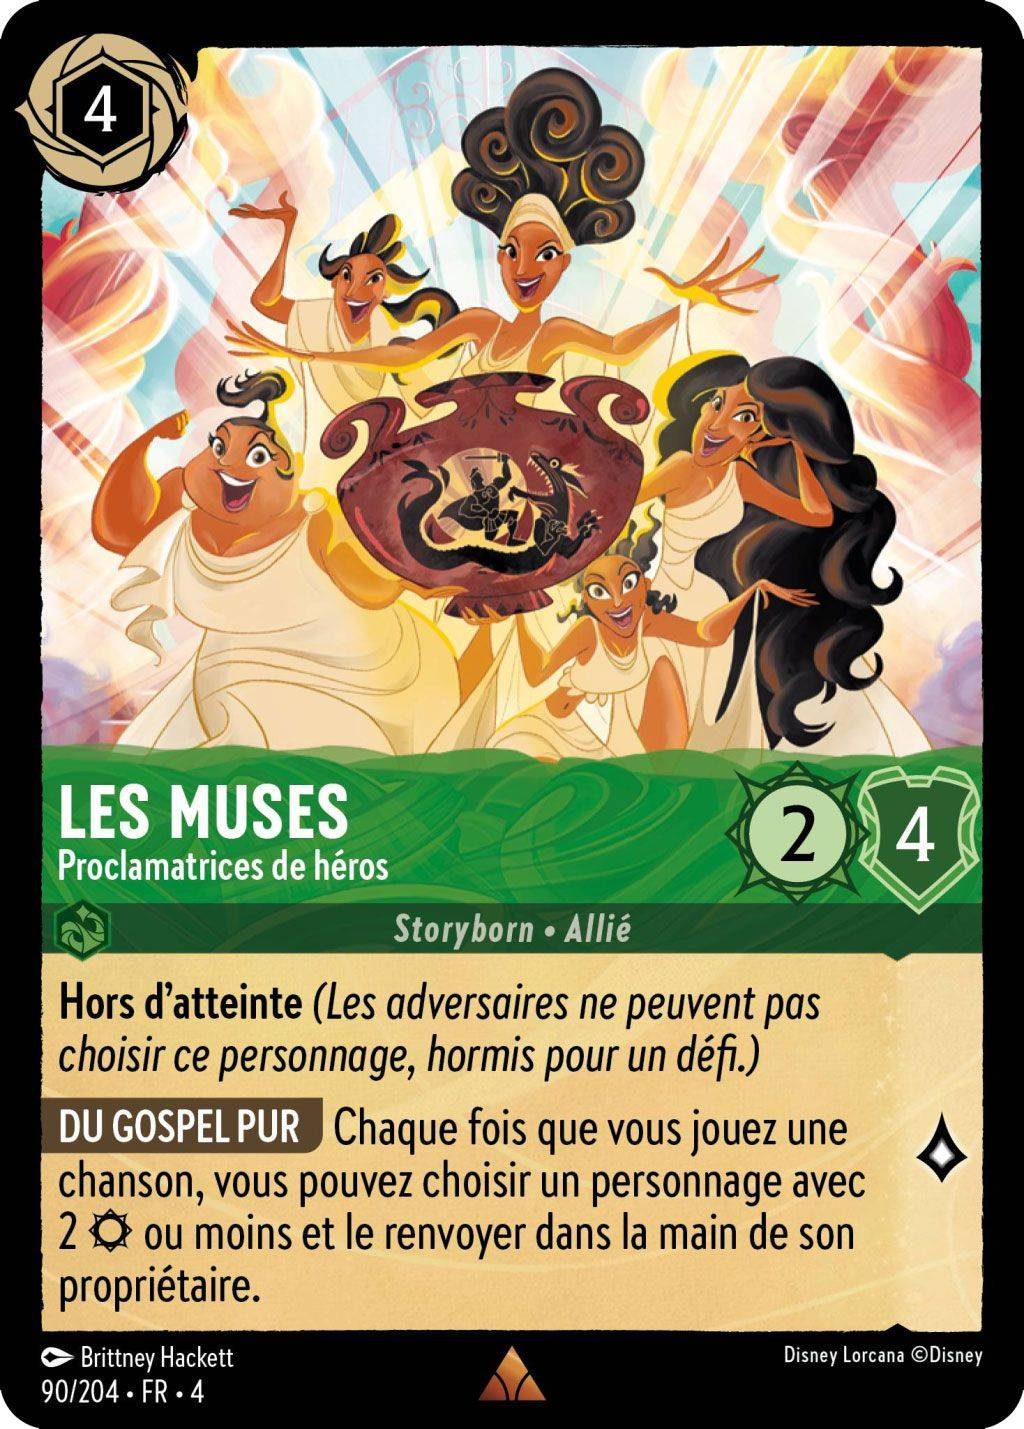 4
LES MUSES
Proclamatrices de héros
2
4
Storyborn • Allié
Hors d'atteinte (Les adversaires ne peuvent pas
choisir ce personnage, hormis pour un défi.)
DU GOSPEL PUR Chaque fois que vous jouez une
chanson, vous pouvez choisir un personnage avec
2 ou moins et le renvoyer dans la main de son
propriétaire.
Brittney Hackett
Disney Lorcana ©Disney
90/204 • FR • 4